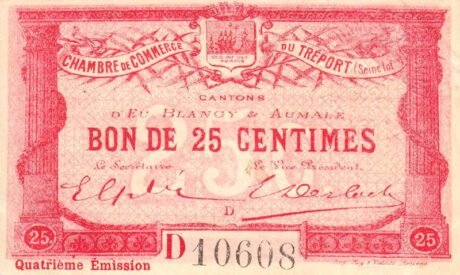 CHAMBRE DE COMMERCE DU TRÉPORT (Seine Infre)
CANTONS
D'EU BLANGY & AUMALE
BON DE 25 CENTIMES
Le Secrétaire Le Vice Président
D
25 D 10608 25
Quatrième Émission